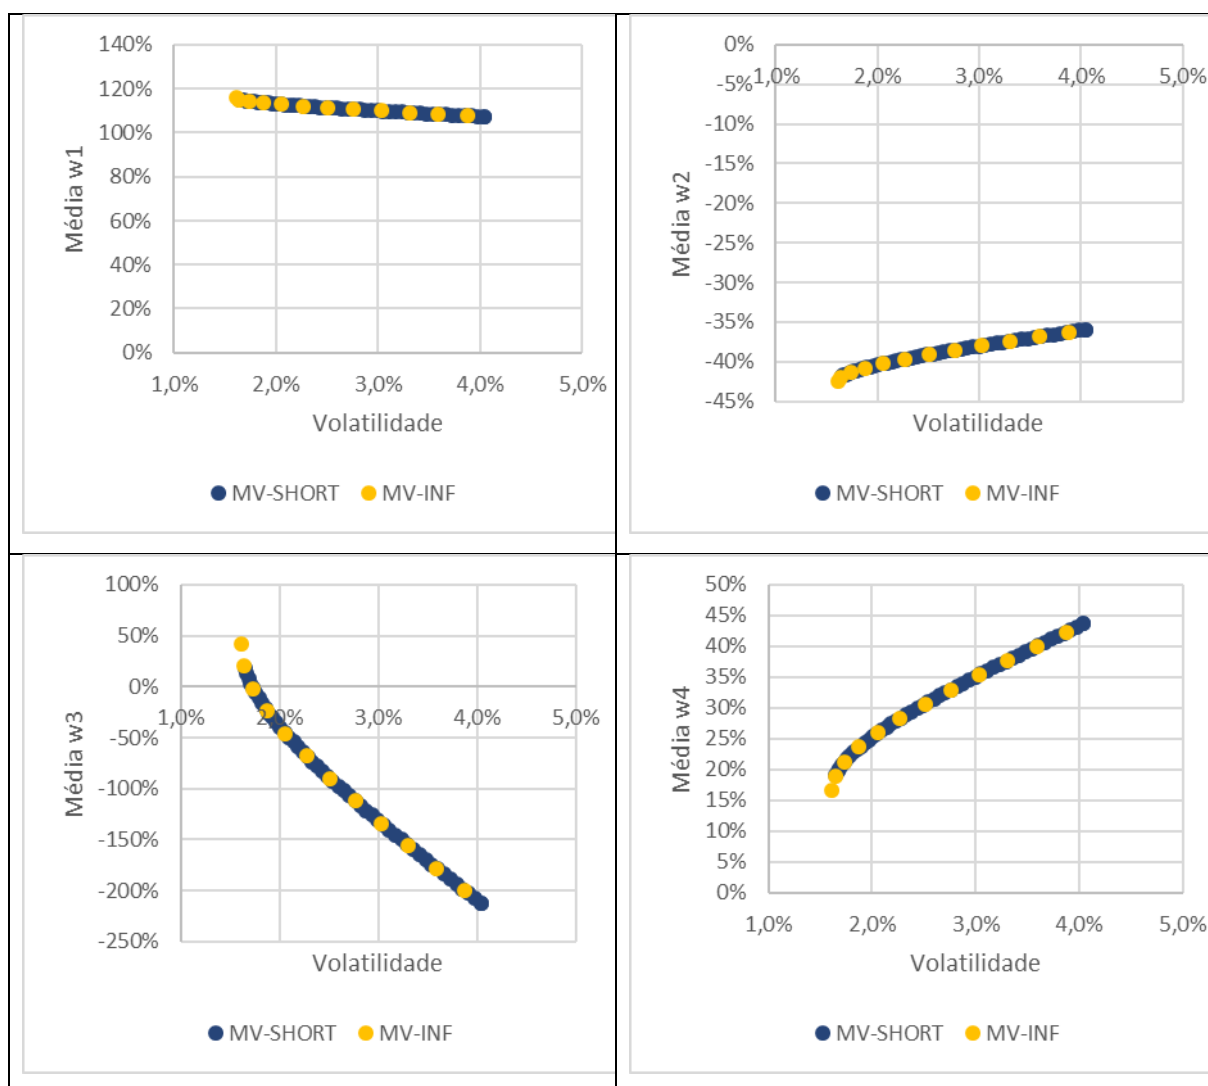 140%
120%
100%
80%
60%
40%
20%
0%
Média w1
1,0% 2,0% 3,0% 4,0% 5,0%
Volatilidade
MV-SHORT MV-INF
0%
-5%
-10%
-15%
-20%
-25%
-30%
-35%
-40%
-45%
Média w2
1,0% 2,0% 3,0% 4,0% 5,0%
Volatilidade
MV-SHORT MV-INF
100%
50%
0%
-50%
-100%
-150%
-200%
-250%
Média w3
1,0% 2,0% 3,0% 4,0% 5,0%
Volatilidade
MV-SHORT MV-INF
50%
45%
40%
35%
30%
25%
20%
15%
10%
5%
0%
Média w4
1,0% 2,0% 3,0% 4,0% 5,0%
Volatilidade
MV-SHORT MV-INF